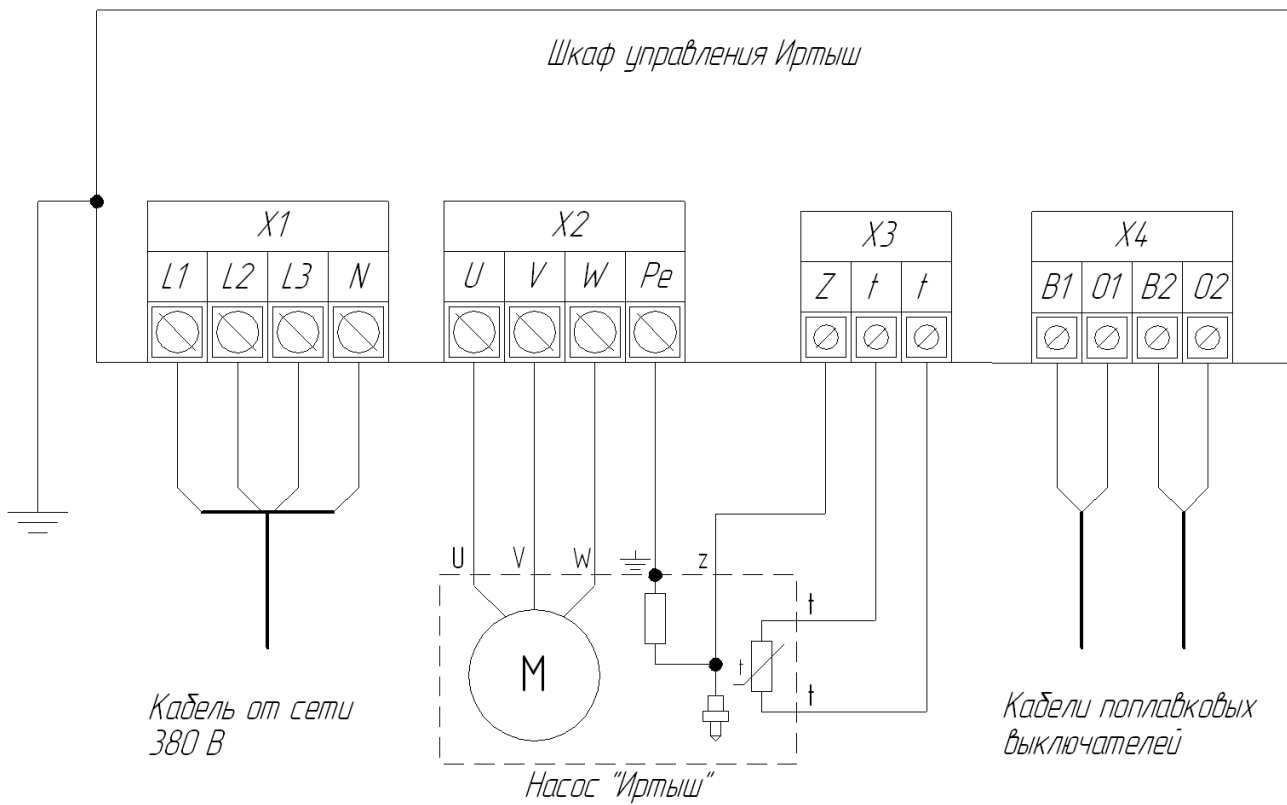 Шкаф управления Иртыш
X1
L1 L2 L3 N
X2
U V W Pe
X3
Z t t
X4
B1 O1 B2 O2
U V W z
t
M
t
t
Кабель от сети
380 В
Кабели поплавковых
выключателей
Насос "Иртыш"